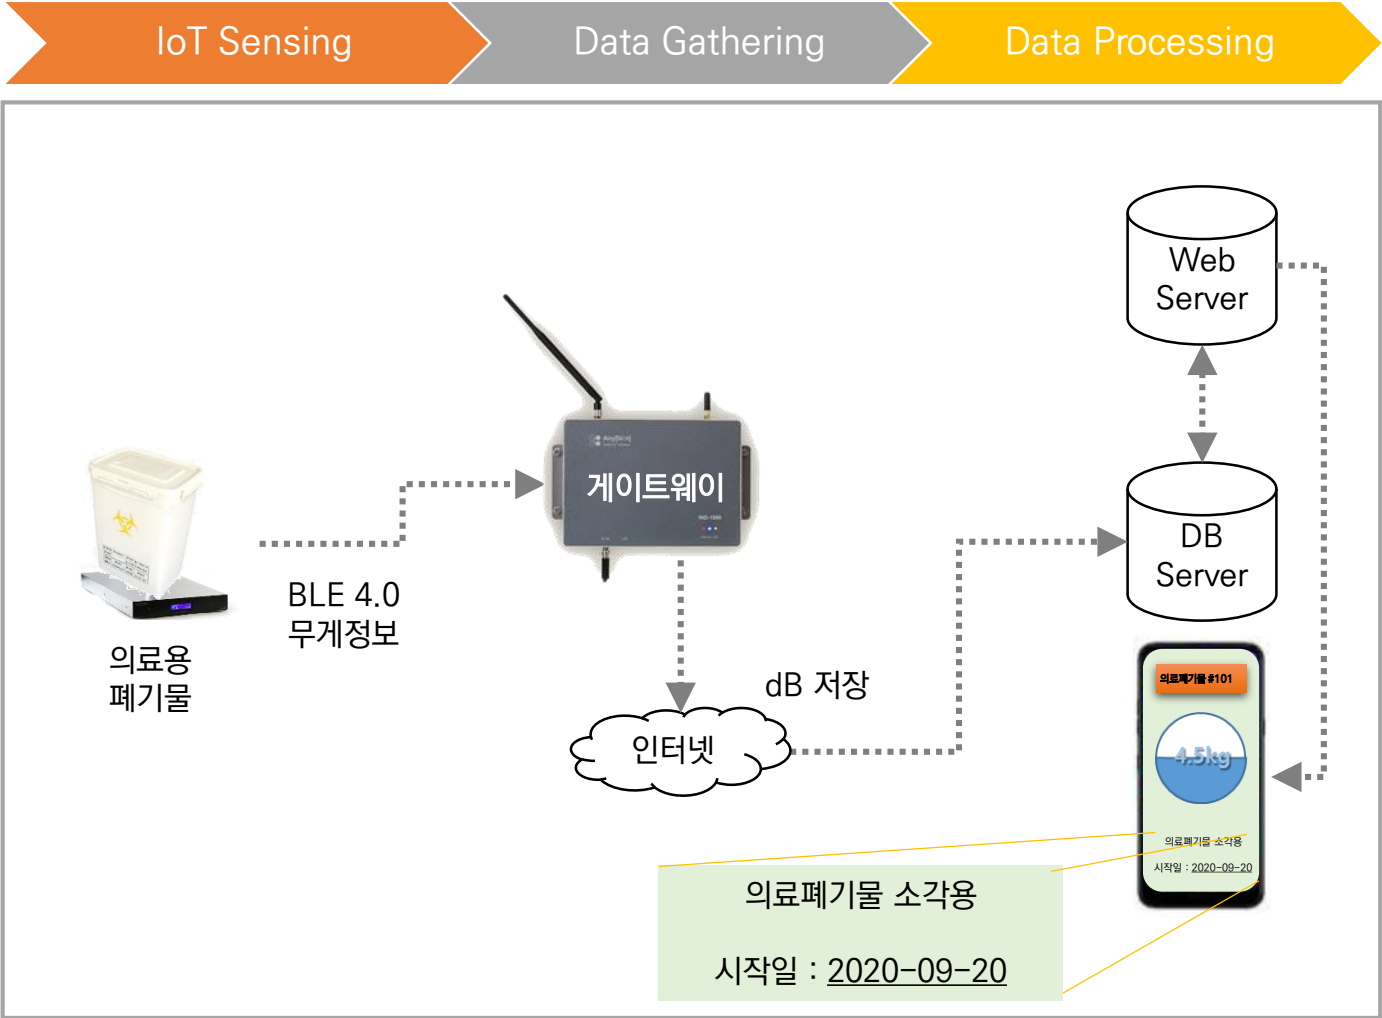 IoT Sensing
Data Gathering
Data Processing
Web
Server
게이트웨이
DB
Server
BLE 4.0
무게정보
의료용
폐기물
dB 저장
인터넷
의료폐기물 #101
4.5kg
의료폐기물 소각용
시작일 : 2020-09-20
의료폐기물 소각용
시작일 : 2020-09-20